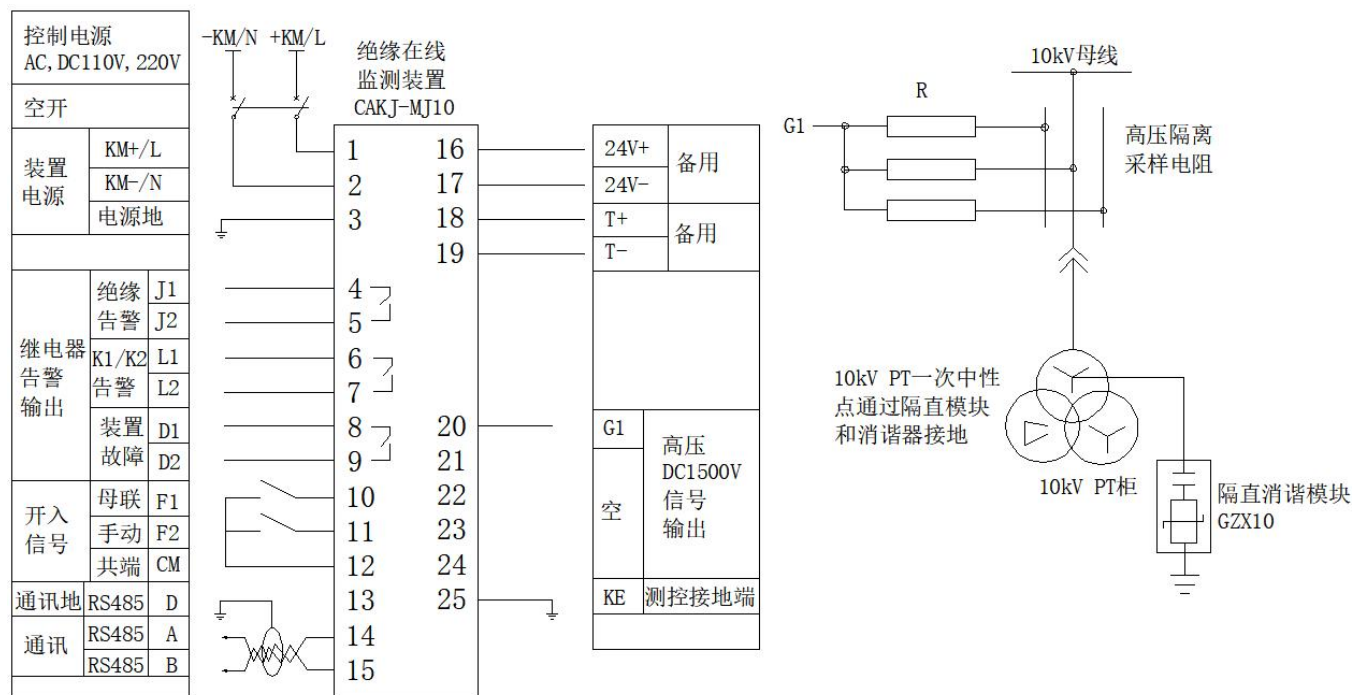 控制电源
AC,DC110V,220V
空开
装置
电源
KM+/L
KM-/N
电源地
继电器
告警
输出
绝缘
告警
J1
J2
K1/K2
告警
L1
L2
装置
故障
D1
D2
开入
信号
母联 F1
手动 F2
共端 CM
通讯地 RS485 D
通讯
RS485 A
RS485 B
-KM/N +KM/L
绝缘在线
监测装置
CAKJ-MJ10
1 16
2 17
3 18
19
4
5
6
7
8 20
9 21
10 22
11 23
12 24
13 25
14
15
24V+
24V-
备用
T+
T-
备用
G1
空
高压
DC1500V
信号
输出
KE 测控接地端
10kV母线
R
G1
高压隔离
采样电阻
10kV PT一次中性
点通过隔直模块
和消谐器接地
10kV PT柜
隔直消谐模块
GZX10